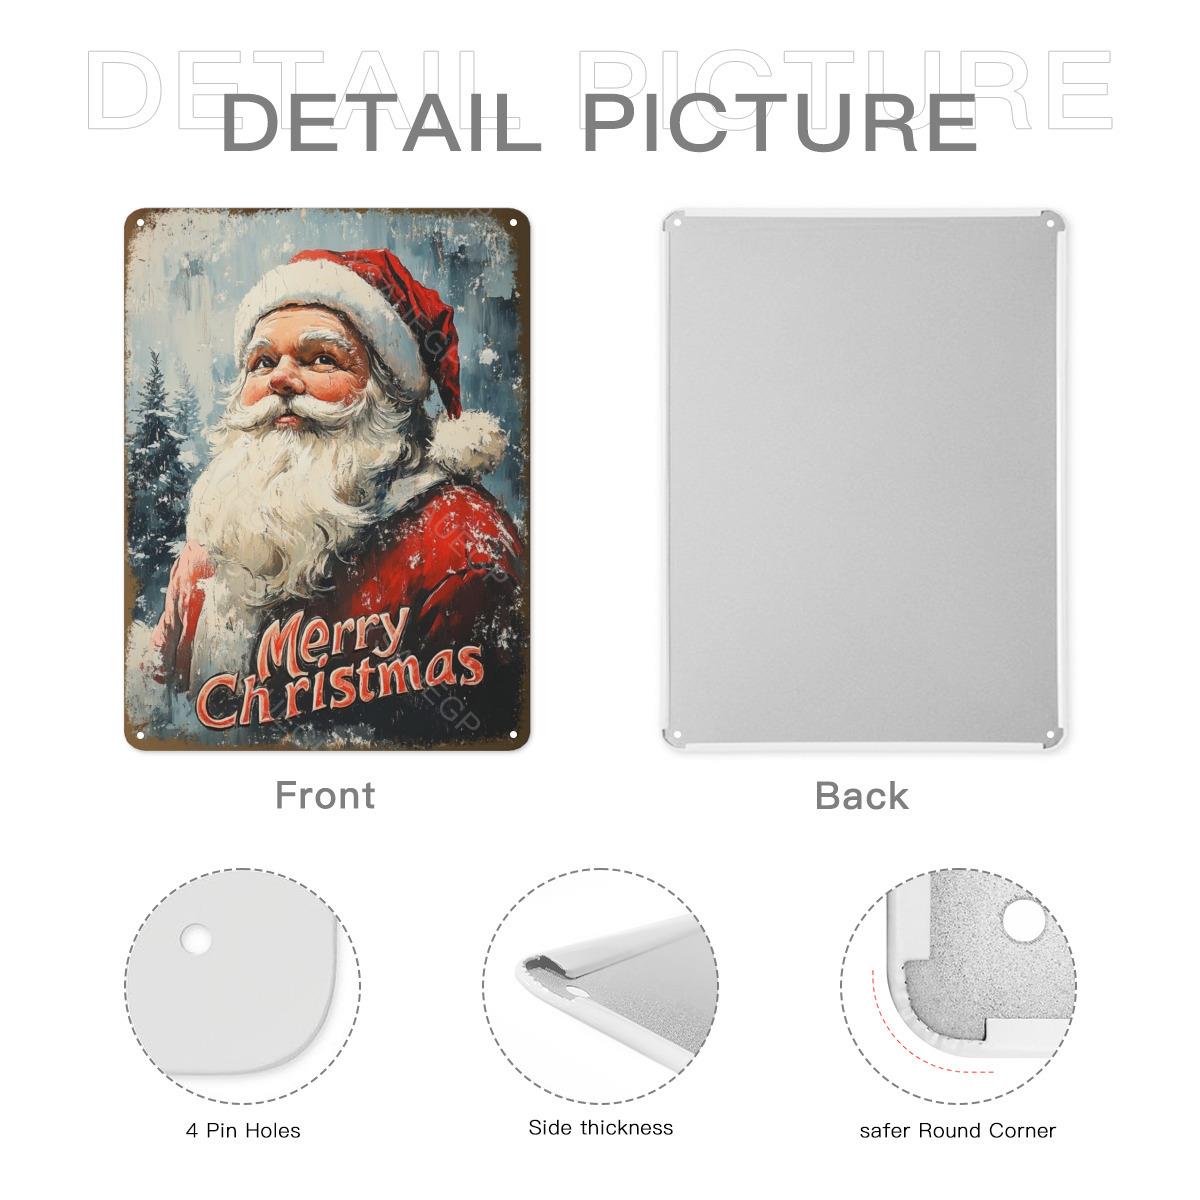 DETAIL PICTURE
DETAIL PICTURE
Merry
Christmas
Front
Back
4 Pin Holes
Side thickness
safer Round Corner